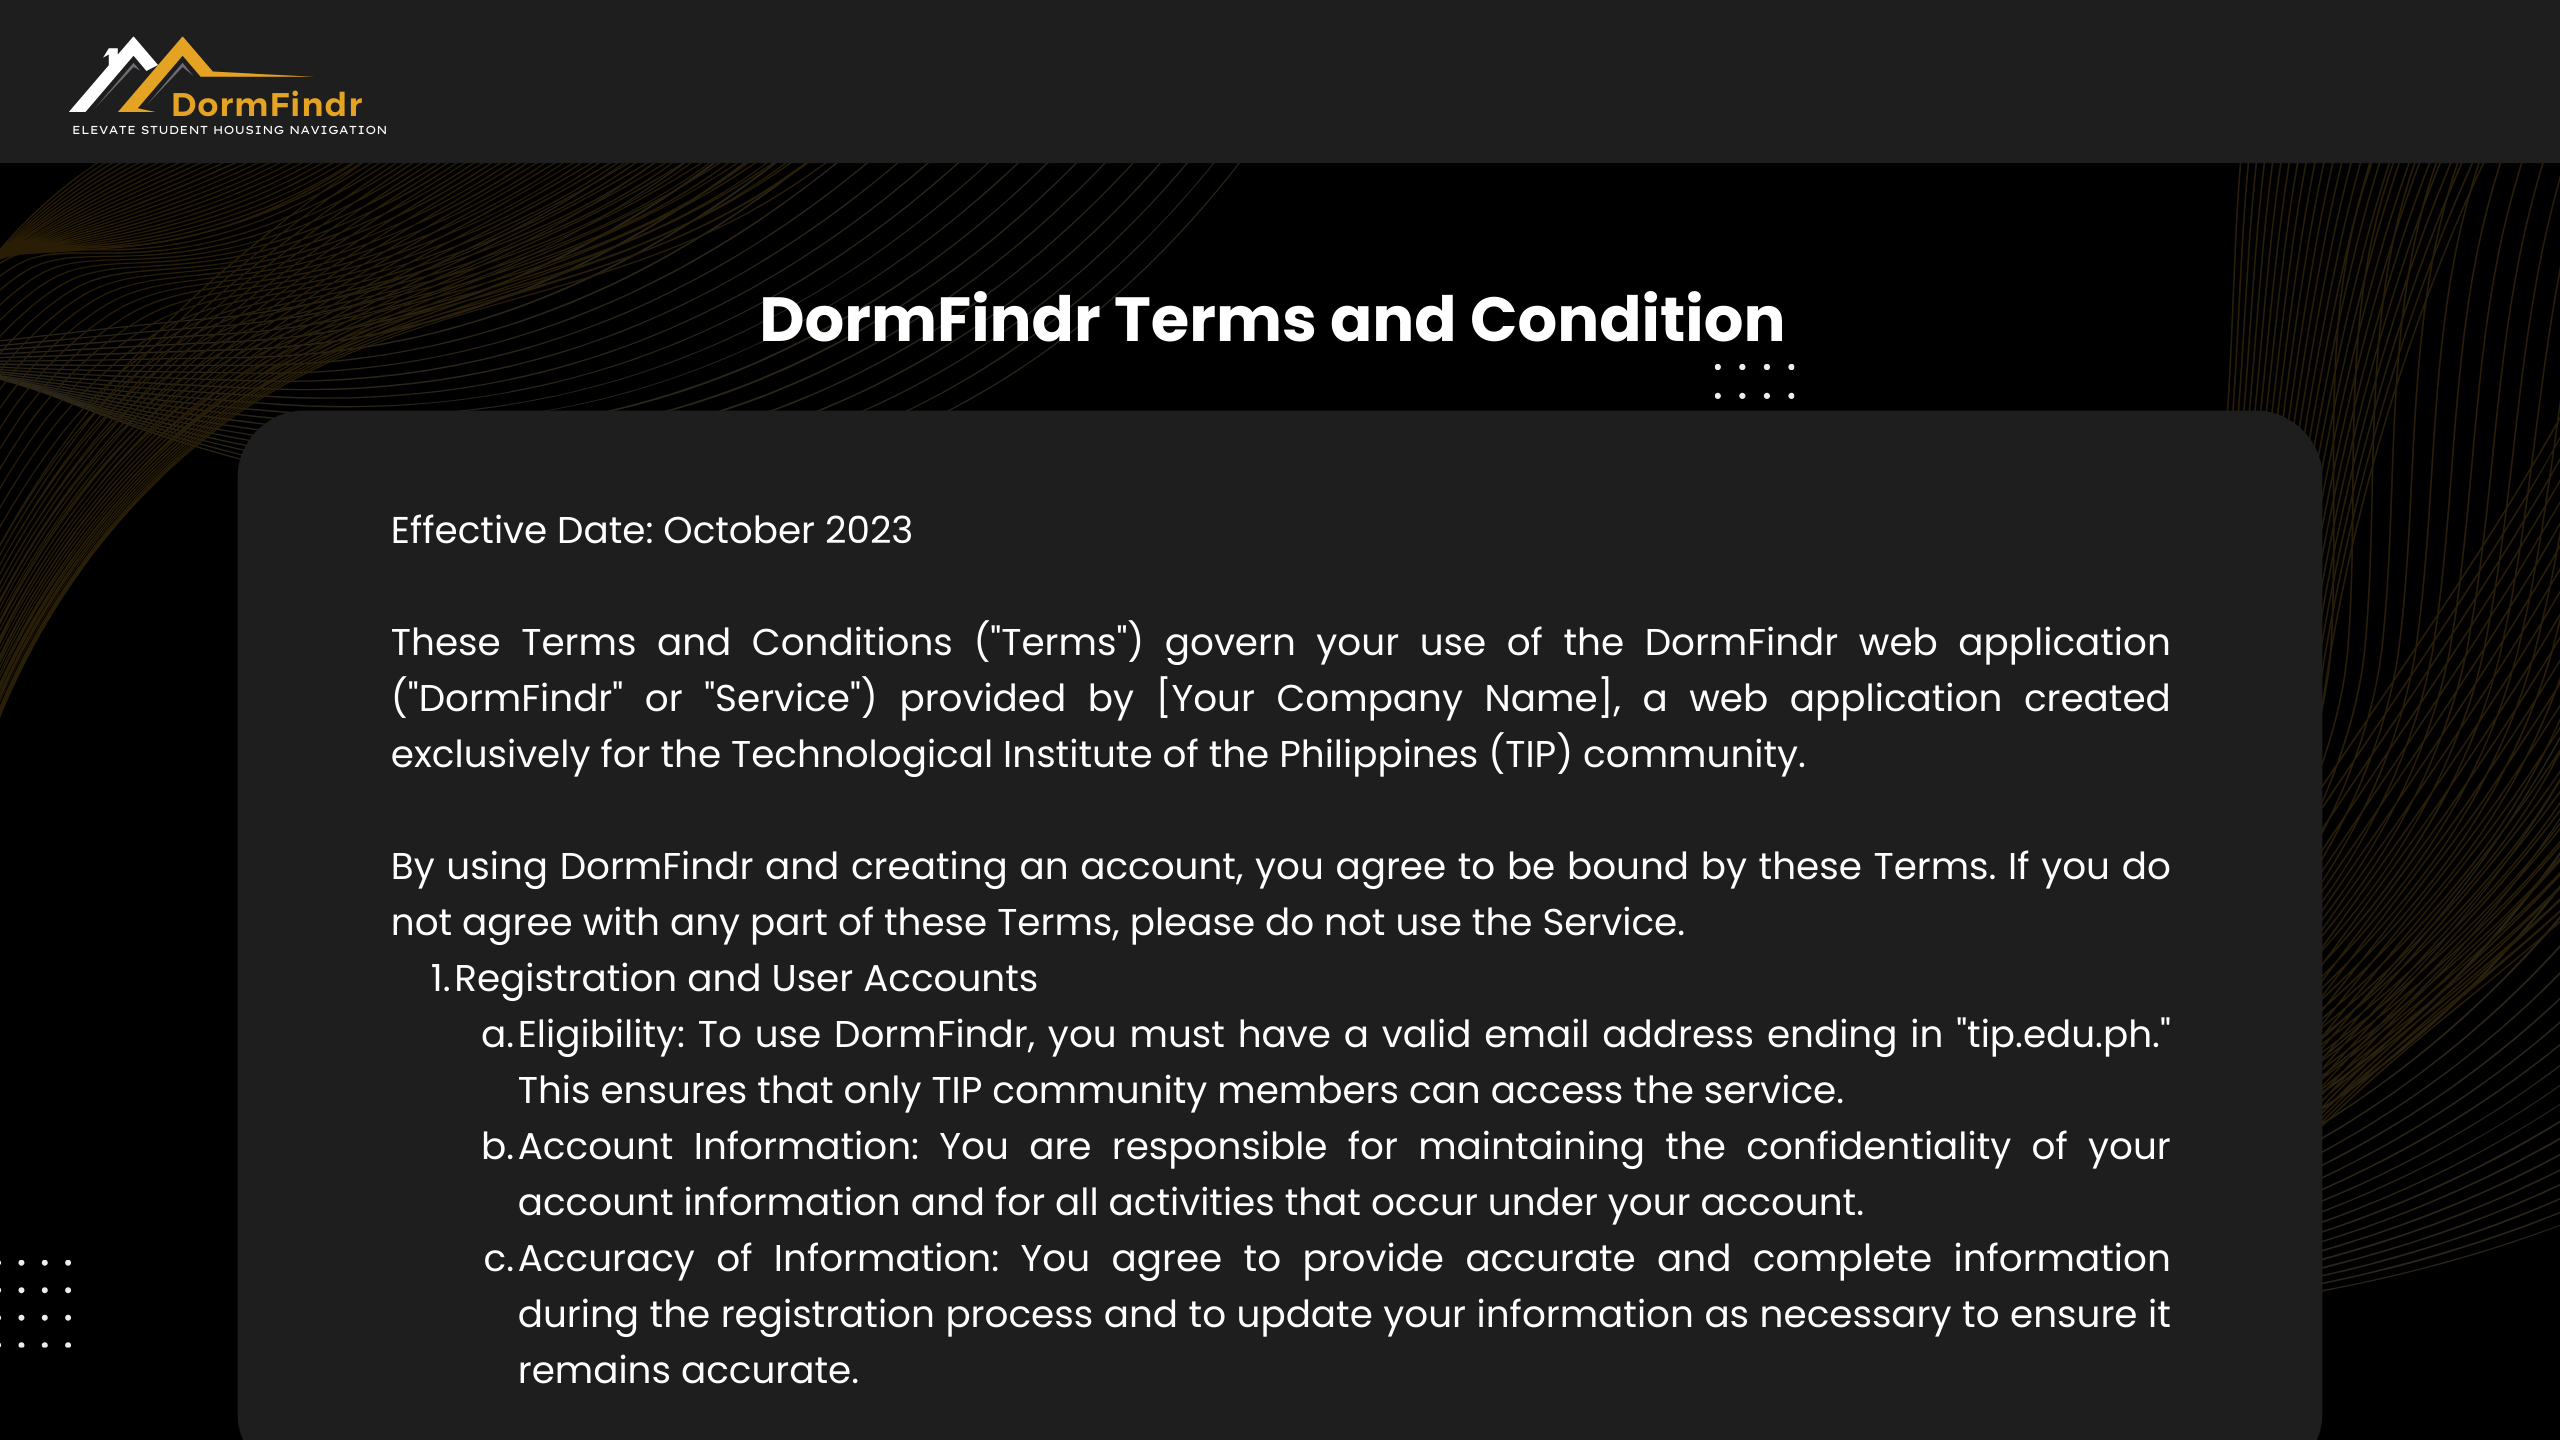 DormFindr
ELEVATE STUDENT HOUSING NAVIGATION
DormFindr Terms and Condition
Effective Date: October 2023
These Terms and Conditions ("Terms") govern your use of the DormFindr web application
("DormFindr" or "Service") provided by [Your Company Name], a web application created
exclusively for the Technological Institute of the Philippines (TIP) community.
By using DormFindr and creating an account, you agree to be bound by these Terms. If you do
not agree with any part of these Terms, please do not use the Service.
1. Registration and User Accounts
a. Eligibility: To use DormFindr, you must have a valid email address ending in "tip.edu.ph."
This ensures that only TIP community members can access the service.
b. Account Information: You are responsible for maintaining the confidentiality of your
account information and for all activities that occur under your account.
c. Accuracy of Information: You agree to provide accurate and complete information
during the registration process and to update your information as necessary to ensure it
remains accurate.